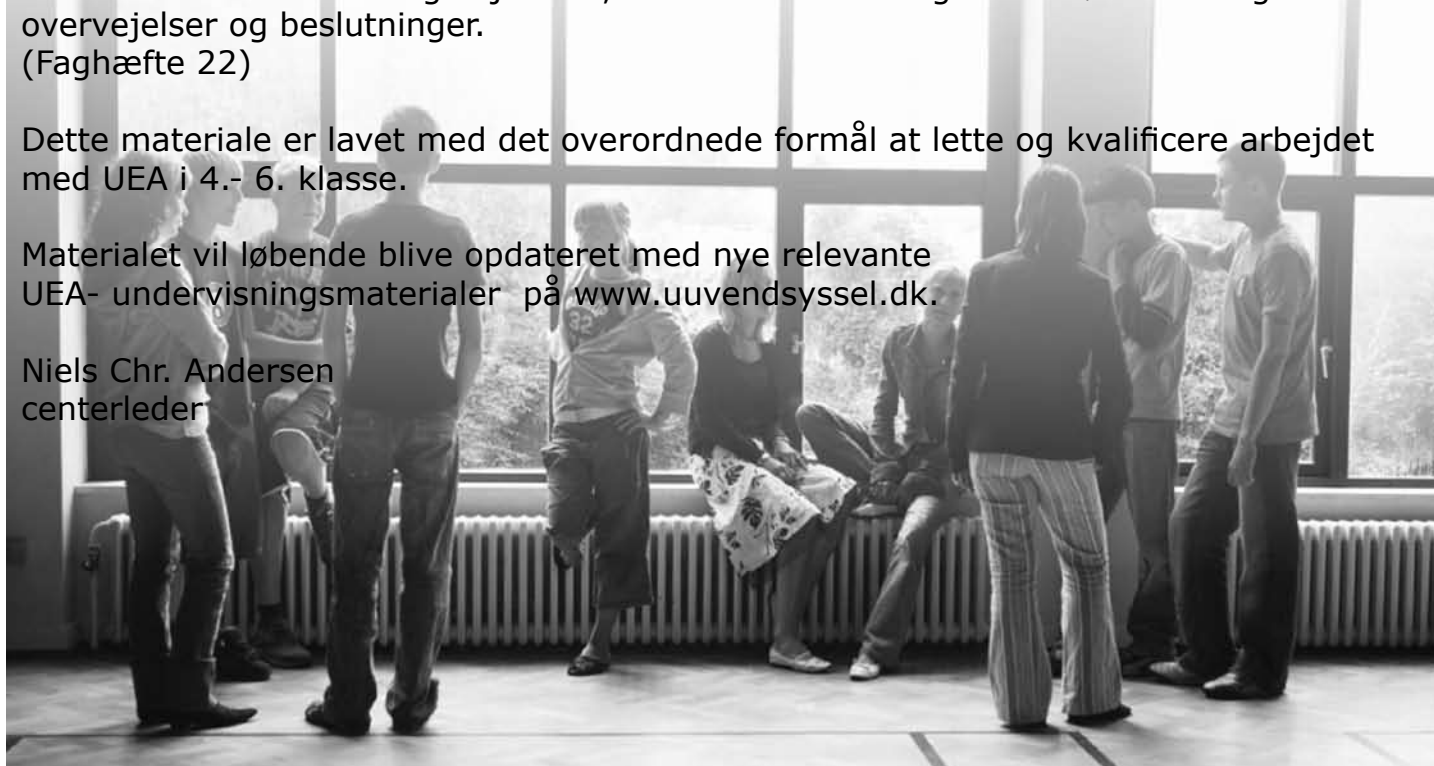 overvejelser og beslutninger.
(Faghæfte 22)
Dette materiale er lavet med det overordnede formål at lette og kvalificere arbejdet
med UEA i 4.- 6. klasse.
Materialet vil løbende blive opdateret med nye relevante
UEA- undervisningsmaterialer  på www.uuvendsyssel.dk.
Niels Chr. Andersen
centerleder
32